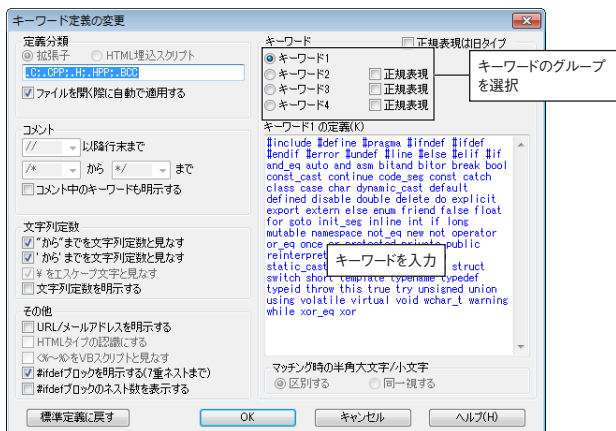 キーワード定義の変更
定義分類
拡張子 HTML埋込スクリプト
.C;.CPP;.H;.HPP;.BCC
ファイルを開く際に自動で適用する
コメント
// 以降行末まで
/* から */ まで
コメント中のキーワードも明示する
文字列定数
"から"までを文字列定数と見なす
'から'までを文字列定数と見なす
¥ をエスケープ文字と見なす
文字列定数を明示する
その他
URL/メールアドレスを明示する
HTMLタイプの認識にする
<%~%>をVBスクリプトと見なす
#ifdefブロックを明示する(7重ネストまで)
#ifdefブロックのネスト数を表示する
キーワード 正規表現は旧タイプ
キーワード1
キーワード2 正規表現
キーワード3 正規表現
キーワード4 正規表現
キーワードのグループ
を選択
キーワード1 の定義(K)
#include #define #pragma #ifndef #ifdef
#endif #error #undef #line #else #elif #if
and_eq auto and asm bitand bitor break bool
const_cast continue code_seg const catch
class case char dynamic_cast default
defined disable double delete do explicit
export extern else enum friend false float
for goto init_seg inline int if long
mutable namespace not_eq new not operator
or_eq once or protected private public
reinterpret
static_cast struct
switch short template typename typedef
typeid throw this true try unsigned union
using volatile virtual void wchar_t warning
while xor_eq xor
キーワードを入力
マッチング時の半角大文字/小文字
区別する 同一視する
標準定義に戻す OK キャンセル ヘルプ(H)